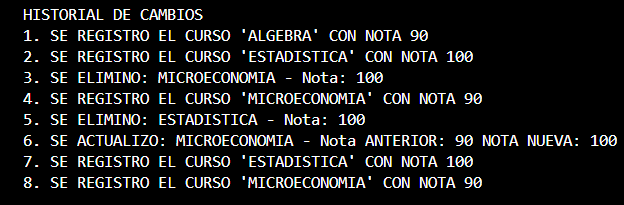 HISTORIAL DE CAMBIOS
1. SE REGISTRO EL CURSO 'ALGEBRA' CON NOTA 90
2. SE REGISTRO EL CURSO 'ESTADISTICA' CON NOTA 100
3. SE ELIMINO: MICROECONOMIA - Nota: 100
4. SE REGISTRO EL CURSO 'MICROECONOMIA' CON NOTA 90
5. SE ELIMINO: ESTADISTICA - Nota: 100
6. SE ACTUALIZO: MICROECONOMIA - Nota ANTERIOR: 90 NOTA NUEVA: 100
7. SE REGISTRO EL CURSO 'ESTADISTICA' CON NOTA 100
8. SE REGISTRO EL CURSO 'MICROECONOMIA' CON NOTA 90